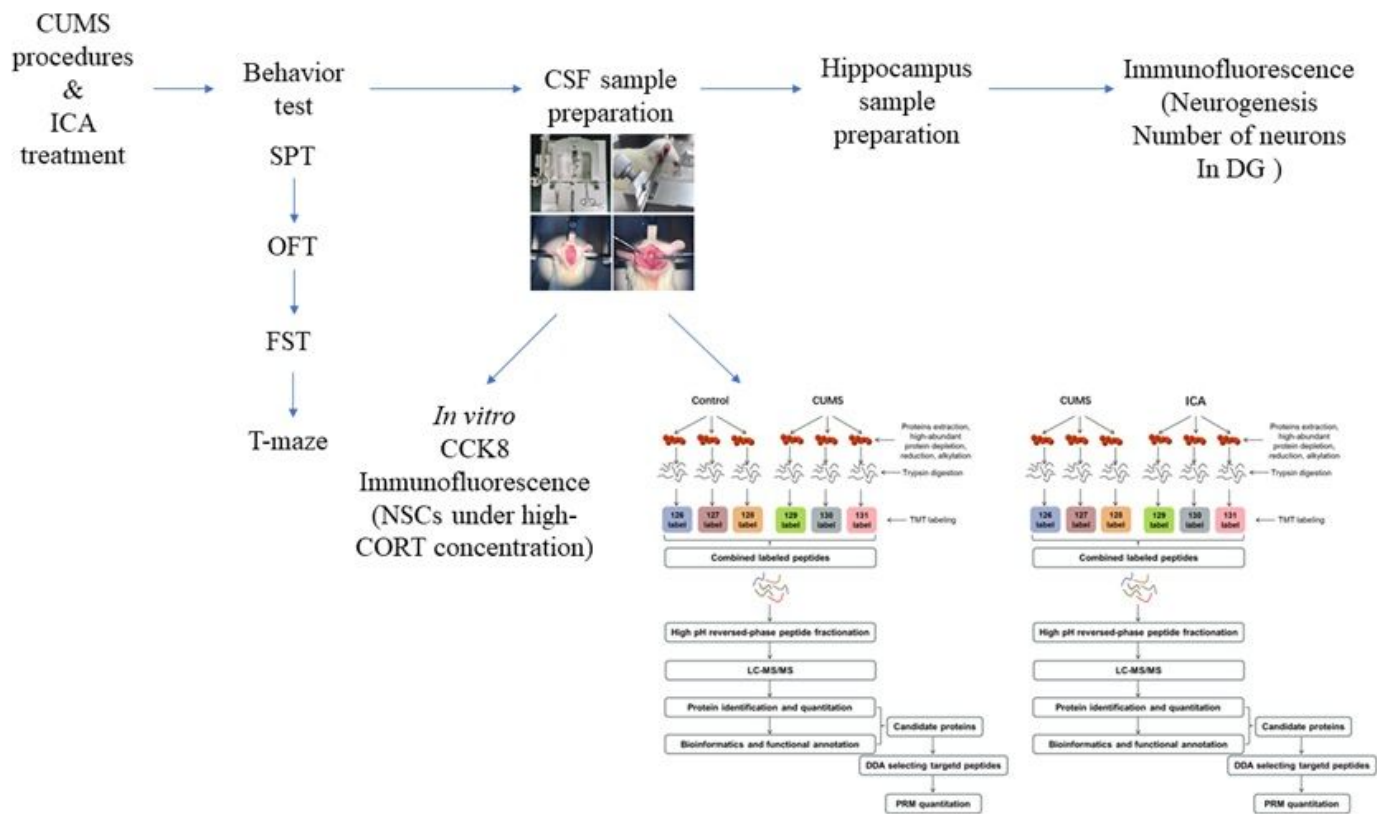 CUMS
procedures
&
ICA
treatment
Behavior
test
SPT
OFT
FST
T-maze
CSF sample
preparation
Hippocampus
sample
preparation
Immunofluorescence
(Neurogenesis
Number of neurons
In DG )
In vitro
CCK8
Immunofluorescence
(NSCs under high-
CORT concentration)
Control
CUMS
Proteins extraction,
high-abundant
protein depletion,
reduction, alkylation
Trypsin digestion
126
label
127
label
128
label
129
label
130
label
131
label
TMT labeling
Combined labeled peptides
High pH reversed-phase peptide fractionation
LC-MS/MS
Protein identification and quantitation
Bioinformatics and functional annotation
Candidate proteins
DDA selecting targetd peptides
PRM quantitation
CUMS
ICA
Proteins extraction,
high-abundant
protein depletion,
reduction, alkylation
Trypsin digestion
126
label
127
label
128
label
129
label
130
label
131
label
TMT labeling
Combined labeled peptides
High pH reversed-phase peptide fractionation
LC-MS/MS
Protein identification and quantitation
Bioinformatics and functional annotation
Candidate proteins
DDA selecting targetd peptides
PRM quantitation